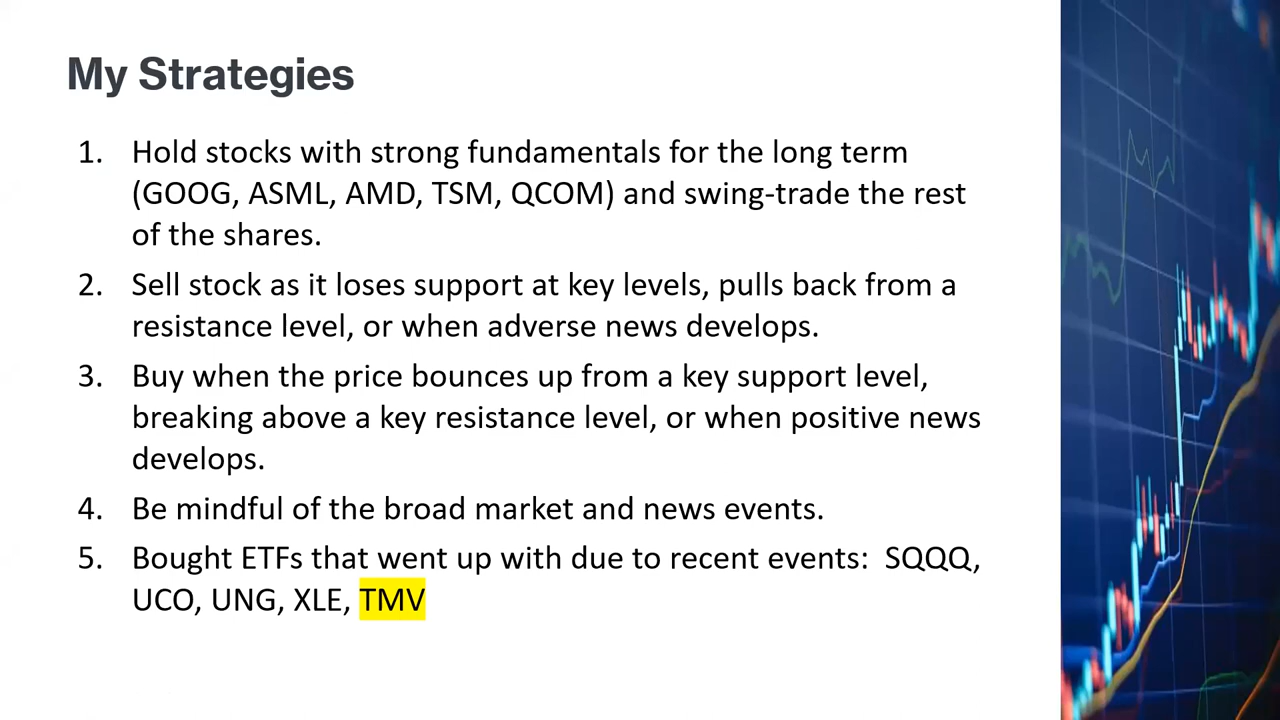 My Strategies
1. Hold stocks with strong fundamentals for the long term
(GOOG, ASML, AMD, TSM, QCOM) and swing-trade the rest
of the shares.
2. Sell stock as it loses support at key levels, pulls back from a
resistance level, or when adverse news develops.
3. Buy when the price bounces up from a key support level,
breaking above a key resistance level, or when positive news
develops.
4. Be mindful of the broad market and news events.
5. Bought ETFs that went up with due to recent events:  SQQQ,
UCO, UNG, XLE, TMV